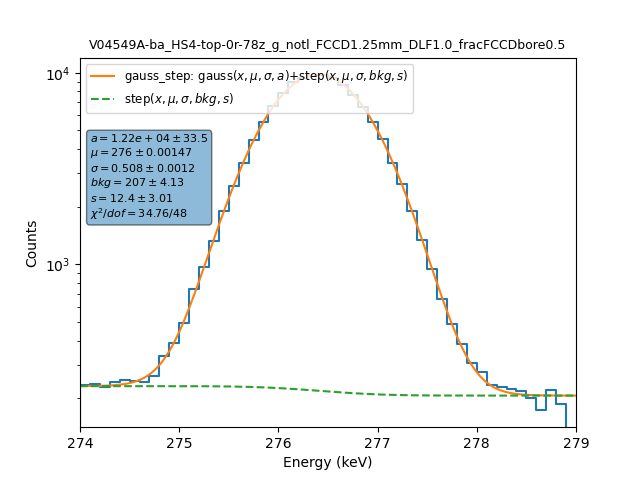 V04549A-ba_HS4-top-0r-78z_g_notl_FCCD1.25mm_DLF1.0_fracFCCDbore0.5
gauss_step: gauss(x, μ, σ, a)+step(x, μ, σ, bkg, s)
step(x, μ, σ, bkg, s)
a = 1.22e + 04 ± 33.5
μ = 276 ± 0.00147
σ = 0.508 ± 0.0012
bkg = 207 ± 4.13
s = 12.4 ± 3.01
χ²/dof = 34.76/48
10⁴
10³
Counts
274 275 276 277 278 279
Energy (keV)